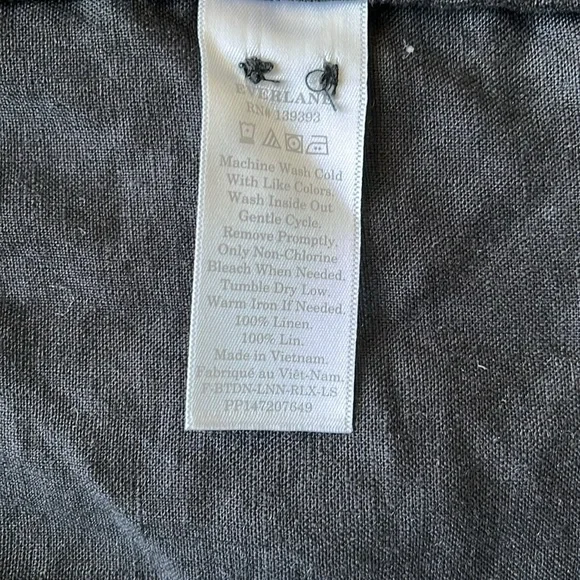 EVERLANE
RN# 139393
Machine Wash Cold
With Like Colors.
Wash Inside Out
Gentle Cycle.
Remove Promptly.
Only Non-Chlorine
Bleach When Needed.
Tumble Dry Low.
Warm Iron If Needed.
100% Linen.
100% Lin.
Made in Vietnam.
Fabriqué au Viêt-Nam.
F-BTDN-LNN-RLX-LS
PP147207649